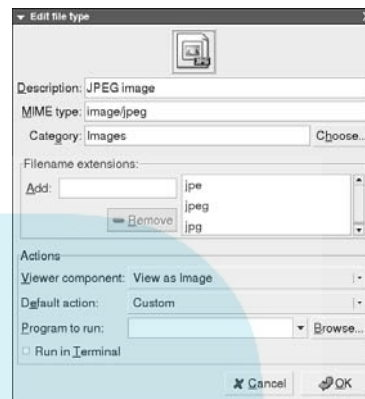 Edit file type
JPG
Description: JPEG image
MIME type: image/jpeg
Category: Images Choose...
Filename extensions:
Add:
jpe
Remove jpeg
jpg
Actions
Viewer component: View as Image
Default action: Custom
Program to run: Browse...
Run in Terminal
Cancel OK